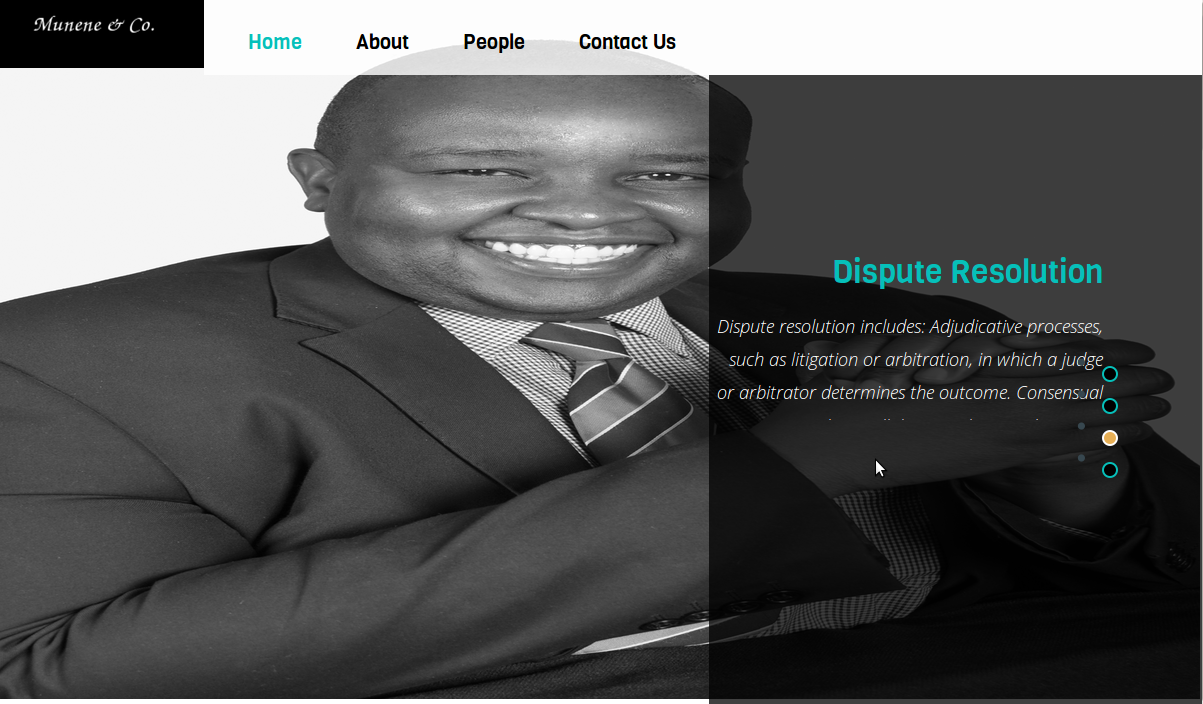 Munene & Co.
Home About People Contact Us
Dispute Resolution
Dispute resolution includes: Adjudicative processes,
such as litigation or arbitration, in which a judge
or arbitrator determines the outcome. Consensual